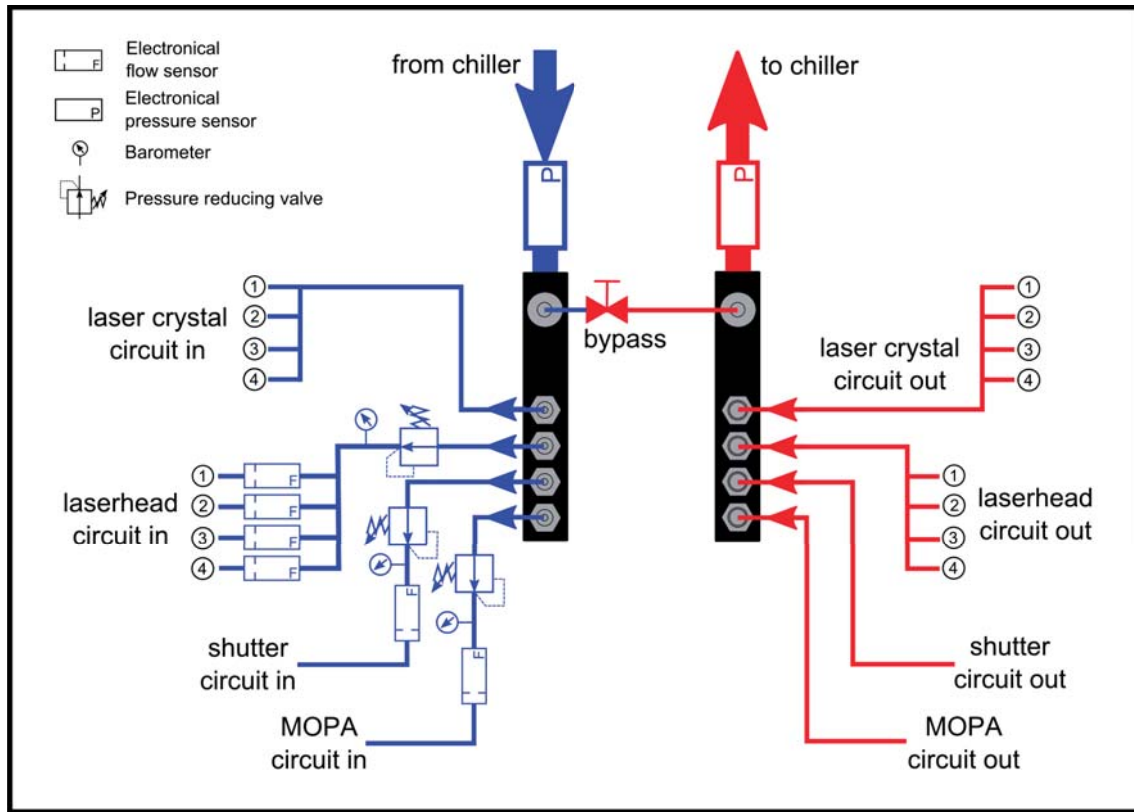 Electronical
flow sensor
F
Electronical
pressure sensor
P
Barometer
Pressure reducing valve
from chiller
to chiller
P
P
bypass
laser crystal
circuit in
1
2
3
4
laser crystal
circuit out
1
2
3
4
laserhead
circuit in
1
2
3
4
F
F
F
F
laserhead
circuit out
1
2
3
4
F
F
shutter
circuit in
shutter
circuit out
MOPA
circuit in
MOPA
circuit out